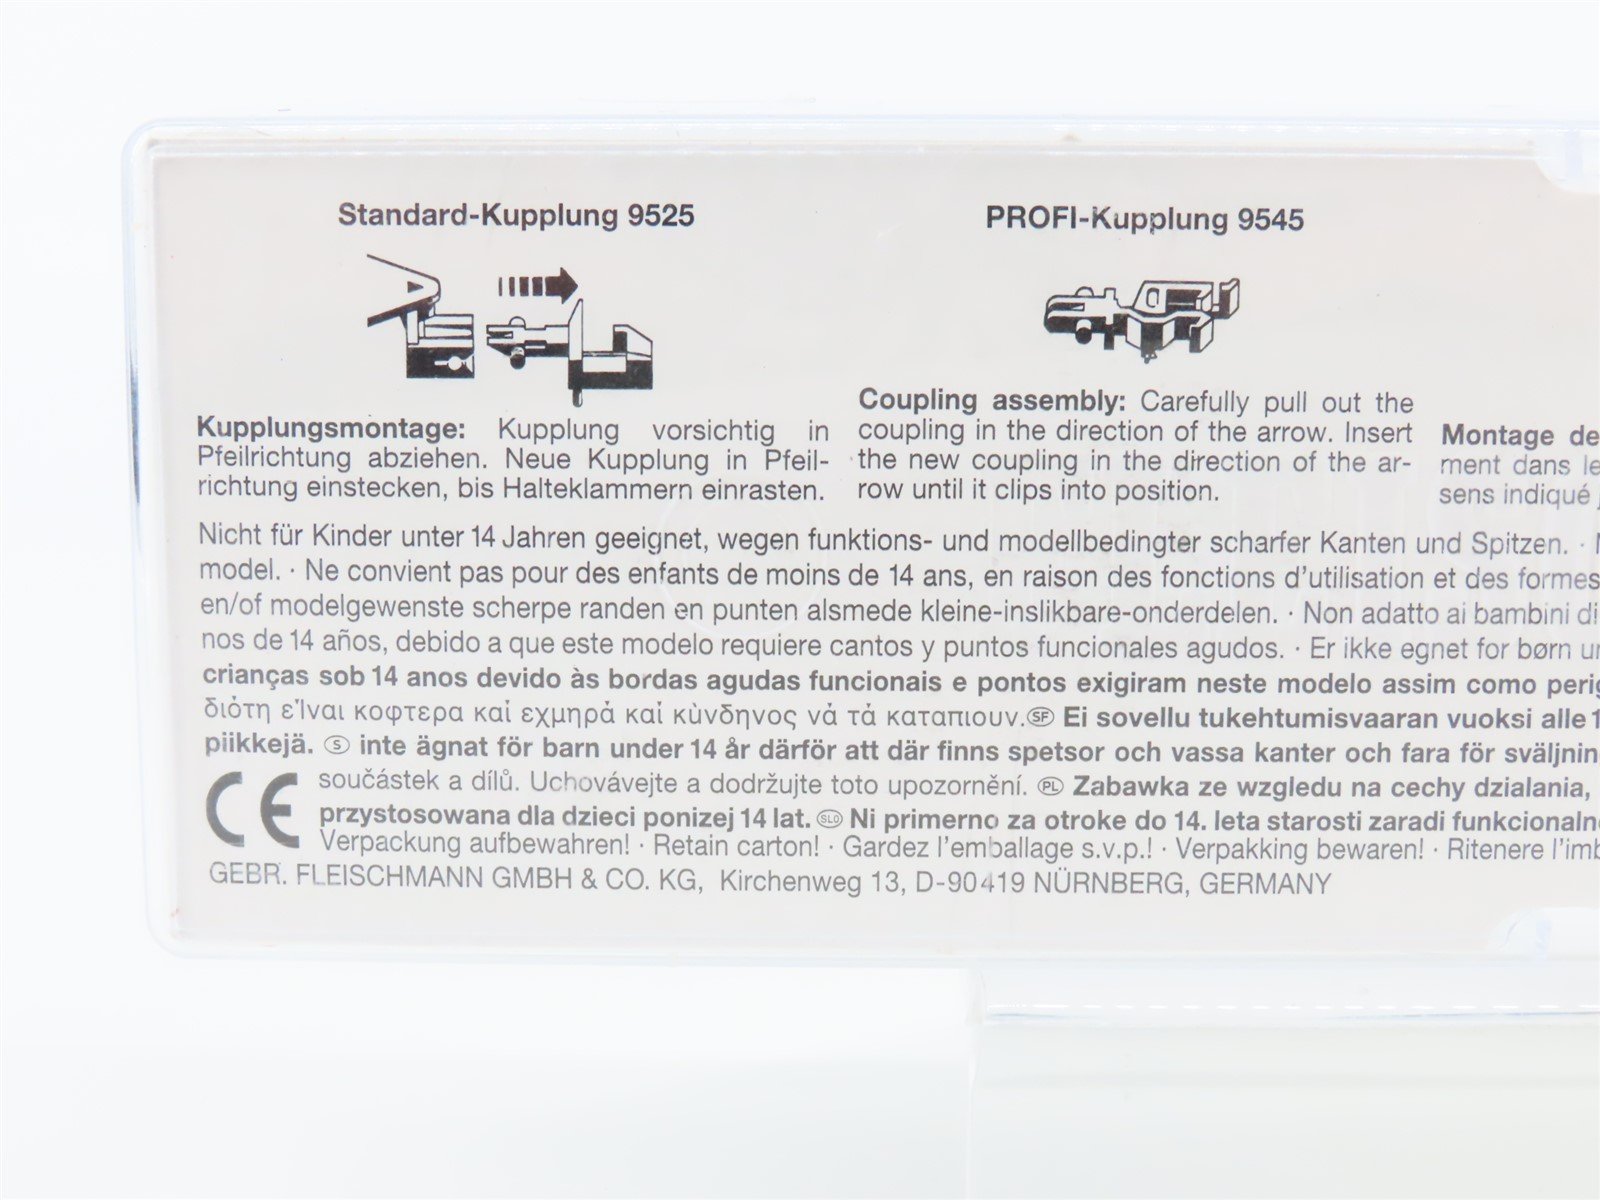 Standard-Kupplung 9525
PROFI-Kupplung 9545
Kupplungsmontage: Kupplung vorsichtig in
Pfeilrichtung abziehen. Neue Kupplung in Pfeil-
richtung einstecken, bis Halteklammern einrasten.
Coupling assembly: Carefully pull out the
coupling in the direction of the arrow. Insert
the new coupling in the direction of the ar-
row until it clips into position.
Montage de
ment dans le
sens indiqué
Nicht für Kinder unter 14 Jahren geeignet, wegen funktions- und modellbedingter scharfer Kanten und Spitzen. ·
model. · Ne convient pas pour des enfants de moins de 14 ans, en raison des fonctions d'utilisation et des formes
en/of modelgewenste scherpe randen en punten alsmede kleine-inslikbare-onderdelen. · Non adatto ai bambini di
nos de 14 años, debido a que este modelo requiere cantos y puntos funcionales agudos. · Er ikke egnet for børn
crianças sob 14 anos devido às bordas agudas funcionais e pontos exigiram neste modelo assim como
διότη εἶναι κοφτερα καἰ εχμηρά καἰ κὺνδηνος νά τά καταπιουν. SF Ei sovellu tukehtumisvaaran vuoksi alle
piikkejä. S inte ägnat för barn under 14 år därför att där finns spetsor och vassa kanter och fara för
CE součástek a dílů. Uchovávejte a dodržujte toto upozornění. PL Zabawka ze wzgledu na cechy dzialania,
przystosowana dla dzieci ponizej 14 lat. SLO Ni primerno za otroke do 14. leta starosti zaradi
Verpackung aufbewahren! · Retain carton! · Gardez l'emballage s.v.p.! · Verpakking bewaren! · Ritenere
GEBR. FLEISCHMANN GMBH & CO. KG, Kirchenweg 13, D-90419 NÜRNBERG, GERMANY